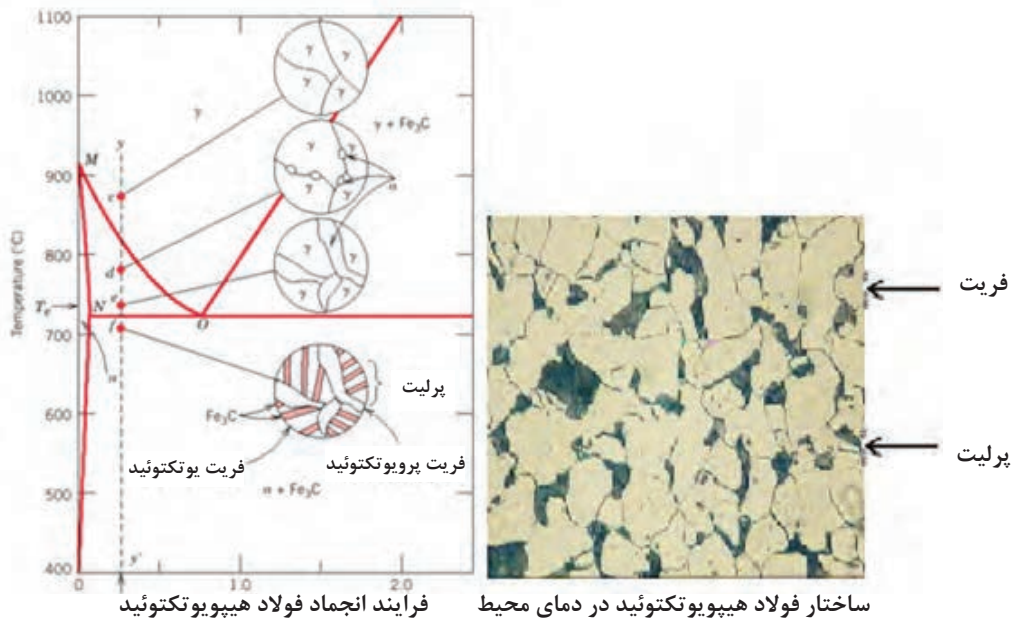 1100
1000
900
800
700
600
500
400
Temperature (°C)
0
1.0
2.0
γ
γ
γ
γ
γ
γ + Fe₃C
y
M
c
γ
γ
γ
γ
α
γ
γ
γ
γ
d
e
Tₑ
N
O
f
α
پرلیت
Fe₃C
فریت یوتکتوئید
فریت پرویوتکتوئید
α + Fe₃C
y'
فریت
پرلیت
فرایند انجماد فولاد هیپویوتکتوئید
ساختار فولاد هیپویوتکتوئید در دمای محیط